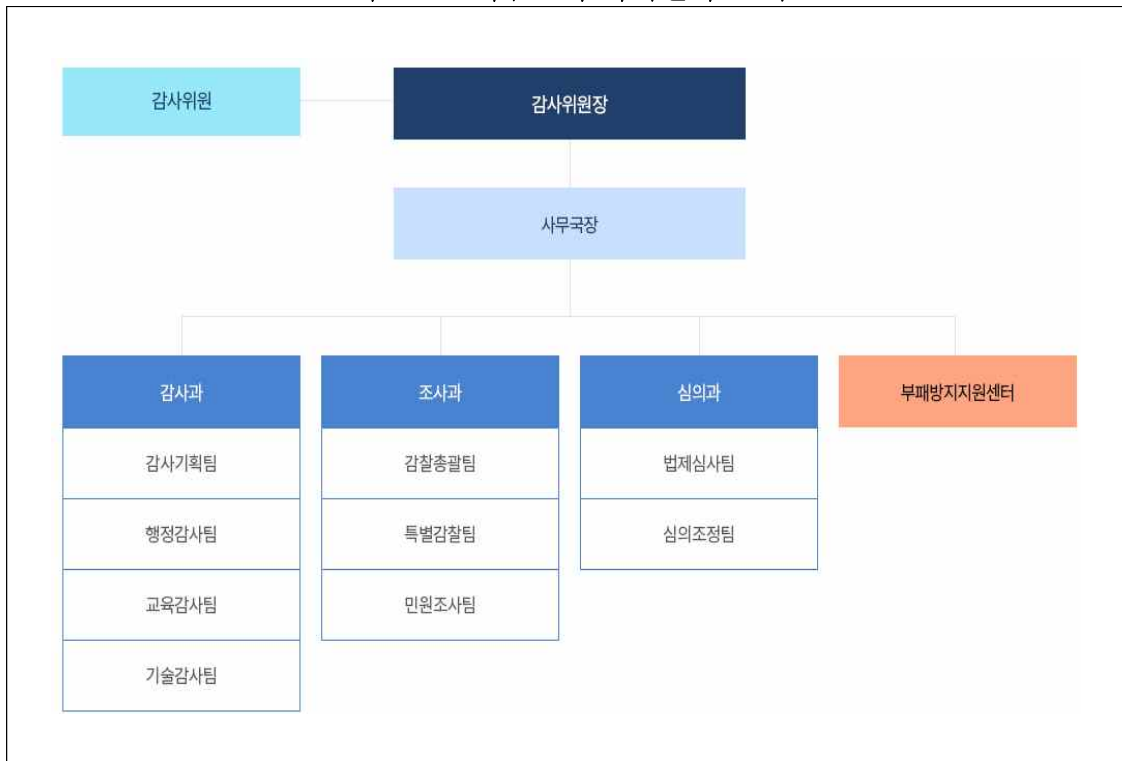 감사위원
감사위원장
사무국장
감사과
조사과
심의과
부패방지지원센터
감사기획팀
감찰총괄팀
법제심사팀
행정감사팀
특별감찰팀
심의조정팀
교육감사팀
민원조사팀
기술감사팀